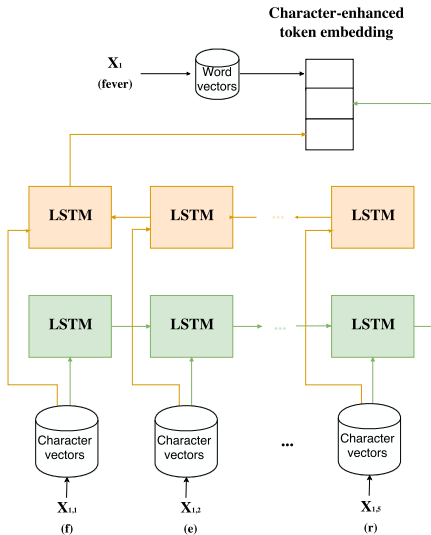 Character-enhanced
token embedding
X₁
(fever)
Word
vectors
LSTM
LSTM
...
LSTM
LSTM
LSTM
...
LSTM
Character
vectors
Character
vectors
...
Character
vectors
X₁,₁
(f)
X₁,₂
(e)
X₁,₅
(r)